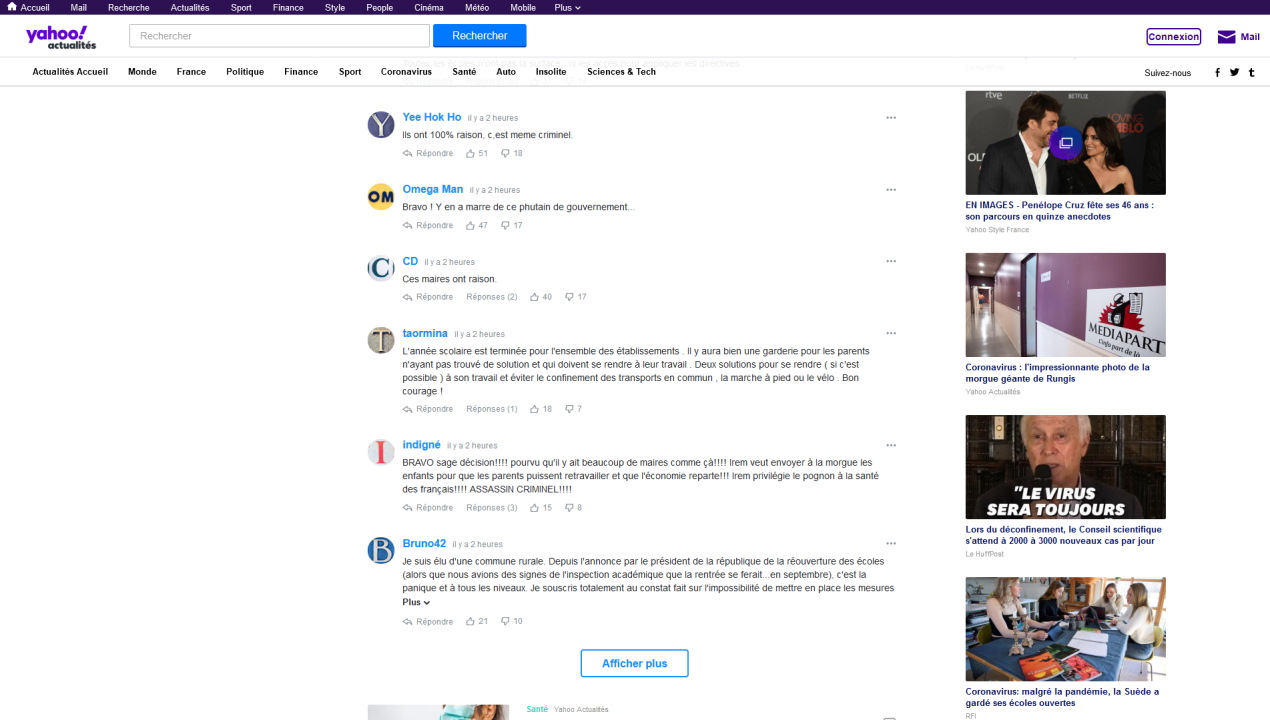 Accueil Mail Recherche Actualités Sport Finance Style People Cinéma Météo Mobile Plus
yahoo!
actualités
Rechercher
Rechercher
Connexion
Mail
Actualités Accueil Monde France Politique Finance Sport Coronavirus Santé Auto Insolite Sciences & Tech
Suivez-nous
Yee Hok Ho il y a 2 heures
Ils ont 100% raison, c,est meme criminel.
Répondre 51 18
Omega Man il y a 2 heures
Bravo ! Y en a marre de ce phutain de gouvernement...
Répondre 47 17
CD il y a 2 heures
Ces maires ont raison.
Répondre Réponses (2) 40 17
taormina il y a 2 heures
L'année scolaire est terminée pour l'ensemble des établissements . Il y aura bien une garderie pour les parents
n'ayant pas trouvé de solution et qui doivent se rendre à leur travail . Deux solutions pour se rendre ( si c'est
possible ) à son travail et éviter le confinement des transports en commun , la marche à pied ou le vélo . Bon
courage !
Répondre Réponses (1) 18 7
indigné il y a 2 heures
BRAVO sage décision!!!! pourvu qu'il y ait beaucoup de maires comme çà!!!! Irem veut envoyer à la morgue les
enfants pour que les parents puissent retravailler et que l'économie reparte!!! Irem privilégie le pognon à la santé
des français!!!! ASSASSIN CRIMINEL!!!!
Répondre Réponses (3) 15 8
Bruno42 il y a 2 heures
Je suis élu d'une commune rurale. Depuis l'annonce par le président de la république de la réouverture des écoles
(alors que nous avions des signes de l'inspection académique que la rentrée se ferait...en septembre), c'est la
panique et à tous les niveaux. Je souscris totalement au constat fait sur l'impossibilité de mettre en place les mesures
Plus
Répondre 21 10
Afficher plus
Santé Yahoo Actualités
rtve
NETFLIX
EN IMAGES - Penélope Cruz fête ses 46 ans :
son parcours en quinze anecdotes
Yahoo Style France
MEDIAPART
Coronavirus : l'impressionnante photo de la
morgue géante de Rungis
Yahoo Actualités
"LE VIRUS
SERA TOUJOURS
Lors du déconfinement, le Conseil scientifique
s'attend à 2000 à 3000 nouveaux cas par jour
Le HuffPost
Coronavirus: malgré la pandémie, la Suède a
gardé ses écoles ouvertes
RFI